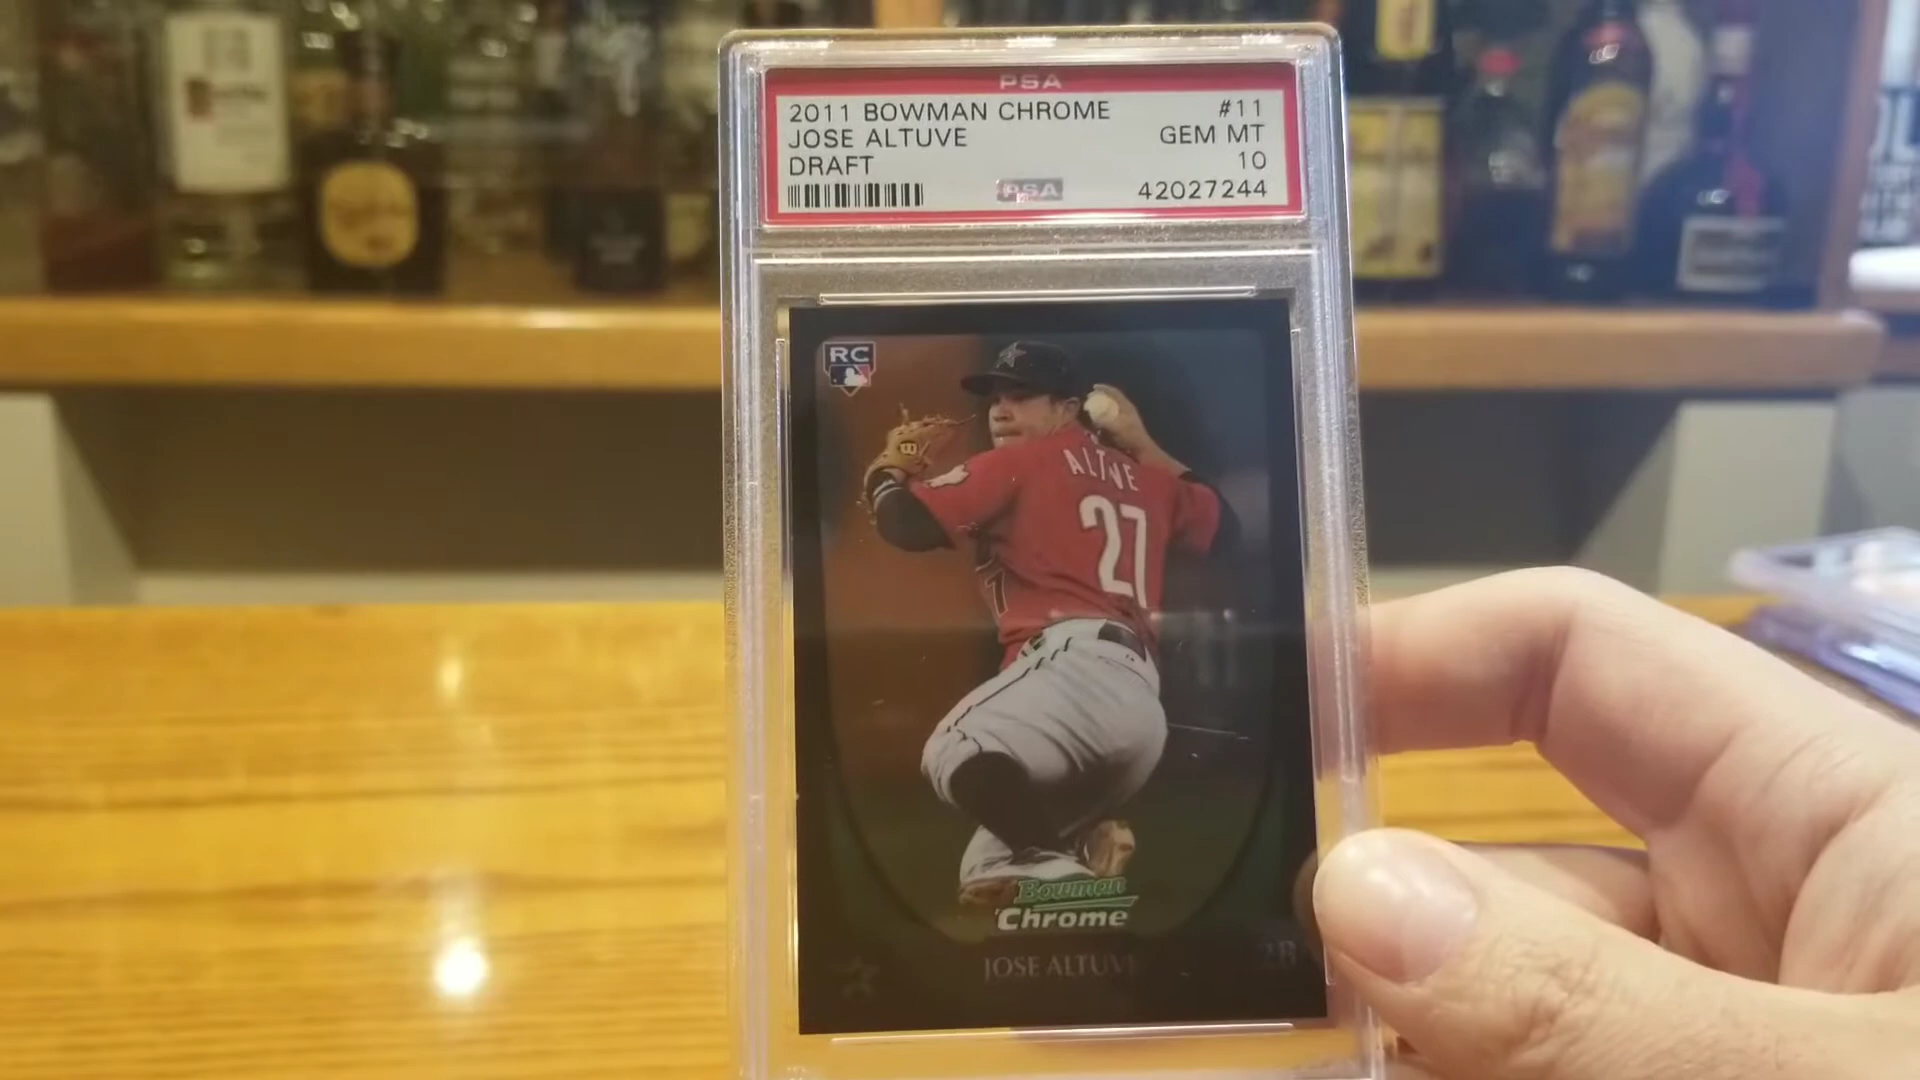 PSA
2011 BOWMAN CHROME #11
JOSE ALTUVE GEM MT
DRAFT 10
PSA 42027244
RC
ALTUVE
27
7
Bowman
Chrome
JOSE ALTUVE
2B